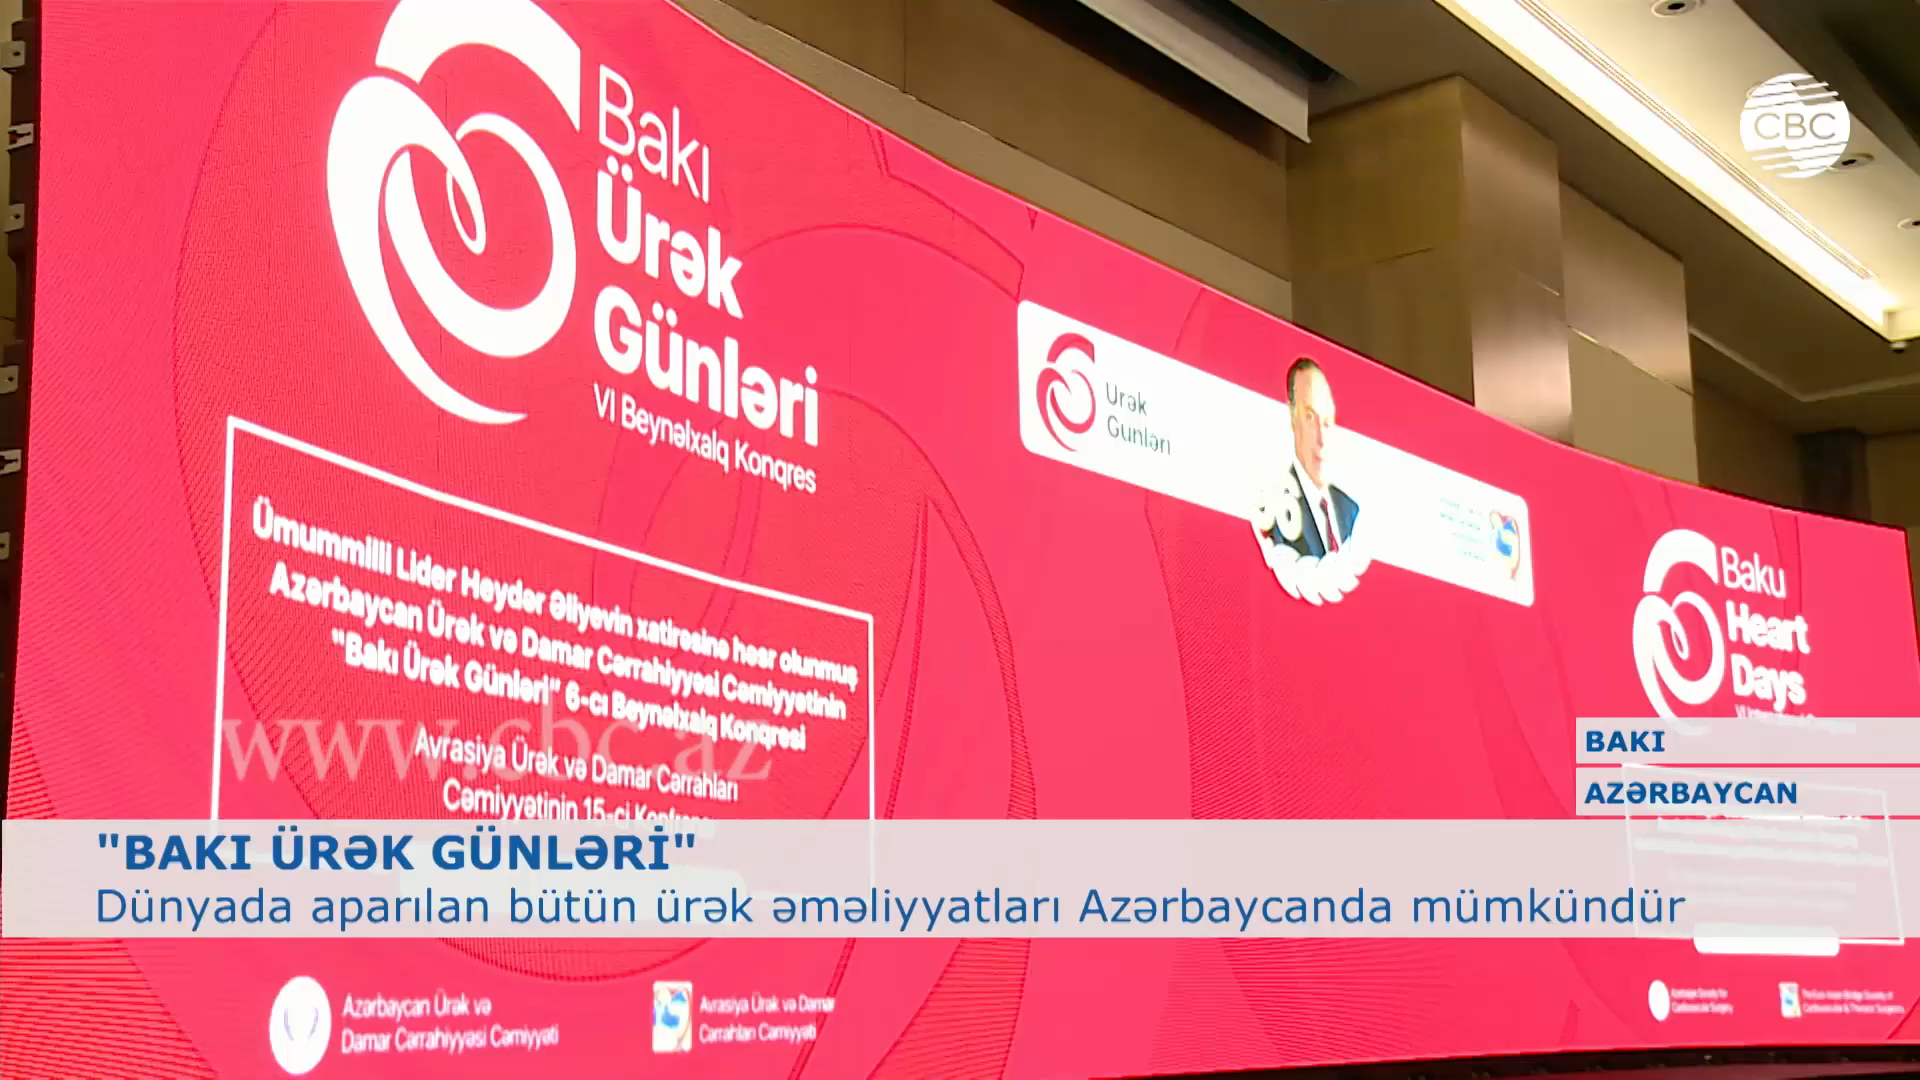 CBC
Bakı
Ürək
Günləri
VI Beynəlxalq Konqres
Ümummilli Lider Heydər Əliyevin xatirəsinə həsr olunmuş
Azərbaycan Ürək və Damar Cərrahiyyəsi Cəmiyyətinin
"Bakı Ürək Günləri" 6-cı Beynəlxalq Konqresi
Avrasiya Ürək və Damar Cərrahları
Cəmiyyətinin 15-ci
www.cbc.az
Ürək
Günləri
Baku
Heart
Days
BAKI
AZƏRBAYCAN
"BAKI ÜRƏK GÜNLƏRİ"
Dünyada aparılan bütün ürək əməliyyatları Azərbaycanda mümkündür
Azərbaycan Ürək və
Damar Cərrahiyyəsi Cəmiyyəti
Avrasiya Ürək və Damar
Cərrahları Cəmiyyəti